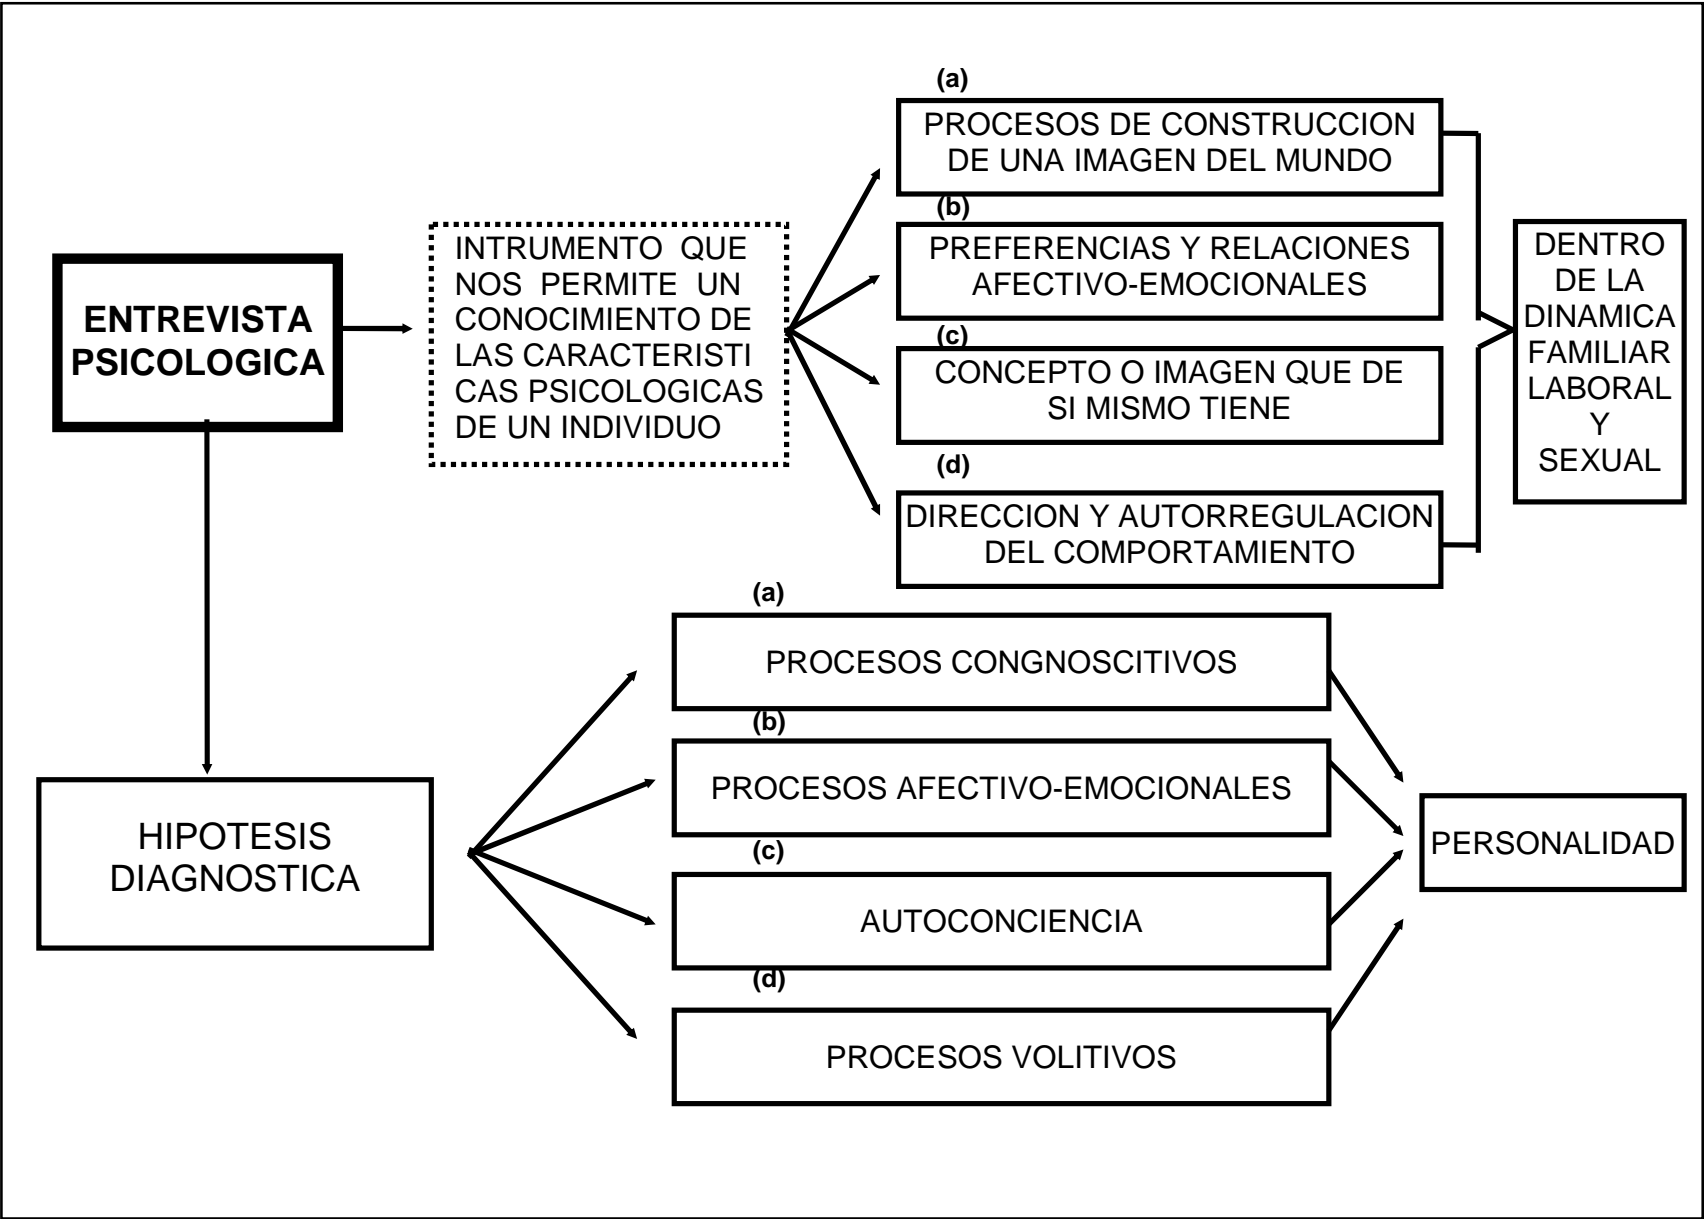 ENTREVISTA
PSICOLOGICA
INTRUMENTO QUE
NOS PERMITE UN
CONOCIMIENTO DE
LAS CARACTERISTI
CAS PSICOLOGICAS
DE UN INDIVIDUO
(a)
PROCESOS DE CONSTRUCCION
DE UNA IMAGEN DEL MUNDO
(b)
PREFERENCIAS Y RELACIONES
AFECTIVO-EMOCIONALES
(c)
CONCEPTO O IMAGEN QUE DE
SI MISMO TIENE
(d)
DIRECCION Y AUTORREGULACION
DEL COMPORTAMIENTO
DENTRO
DE LA
DINAMICA
FAMILIAR
LABORAL
Y
SEXUAL
HIPOTESIS
DIAGNOSTICA
(a)
PROCESOS CONGNOSCITIVOS
(b)
PROCESOS AFECTIVO-EMOCIONALES
(c)
AUTOCONCIENCIA
(d)
PROCESOS VOLITIVOS
PERSONALIDAD